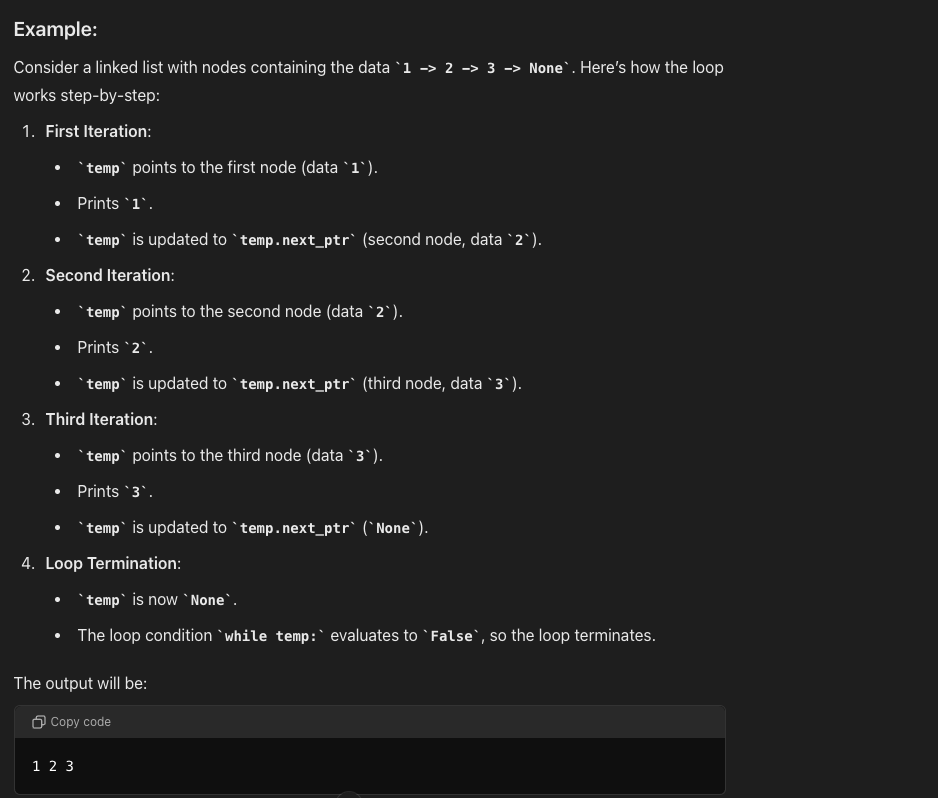 Example:
Consider a linked list with nodes containing the data `1 -> 2 -> 3 -> None`. Here’s how the loop
works step-by-step:
1. First Iteration:
• `temp` points to the first node (data `1`).
• Prints `1`.
• `temp` is updated to `temp.next_ptr` (second node, data `2`).
2. Second Iteration:
• `temp` points to the second node (data `2`).
• Prints `2`.
• `temp` is updated to `temp.next_ptr` (third node, data `3`).
3. Third Iteration:
• `temp` points to the third node (data `3`).
• Prints `3`.
• `temp` is updated to `temp.next_ptr` (`None`).
4. Loop Termination:
• `temp` is now `None`.
• The loop condition `while temp:` evaluates to `False`, so the loop terminates.
The output will be:
Copy code
1 2 3